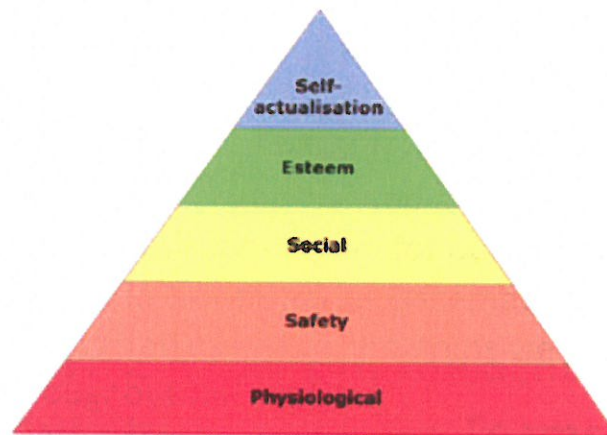 Self-
actualisation
Esteem
Social
Safety
Physiological